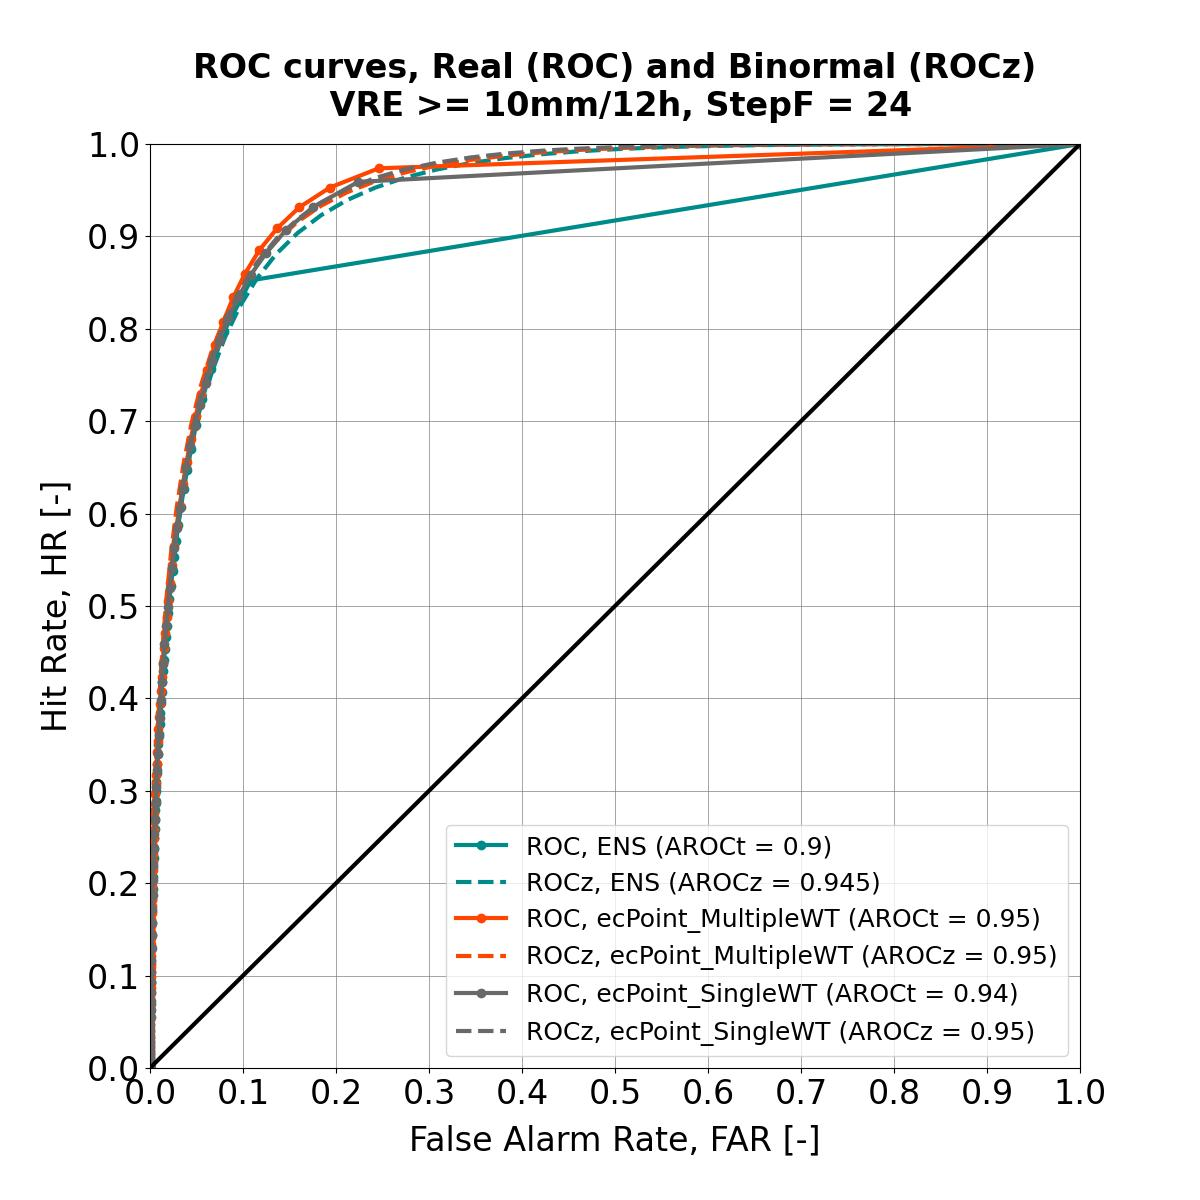 ROC curves, Real (ROC) and Binormal (ROCz)
VRE >= 10mm/12h, StepF = 24
1.0
0.9
0.8
0.7
0.6
0.5
0.4
0.3
0.2
0.1
0.0
Hit Rate, HR [-]
ROC, ENS (AROCt = 0.9)
ROCz, ENS (AROCz = 0.945)
ROC, ecPoint_MultipleWT (AROCt = 0.95)
ROCz, ecPoint_MultipleWT (AROCz = 0.95)
ROC, ecPoint_SingleWT (AROCt = 0.94)
ROCz, ecPoint_SingleWT (AROCz = 0.95)
0.0 0.1 0.2 0.3 0.4 0.5 0.6 0.7 0.8 0.9 1.0
False Alarm Rate, FAR [-]